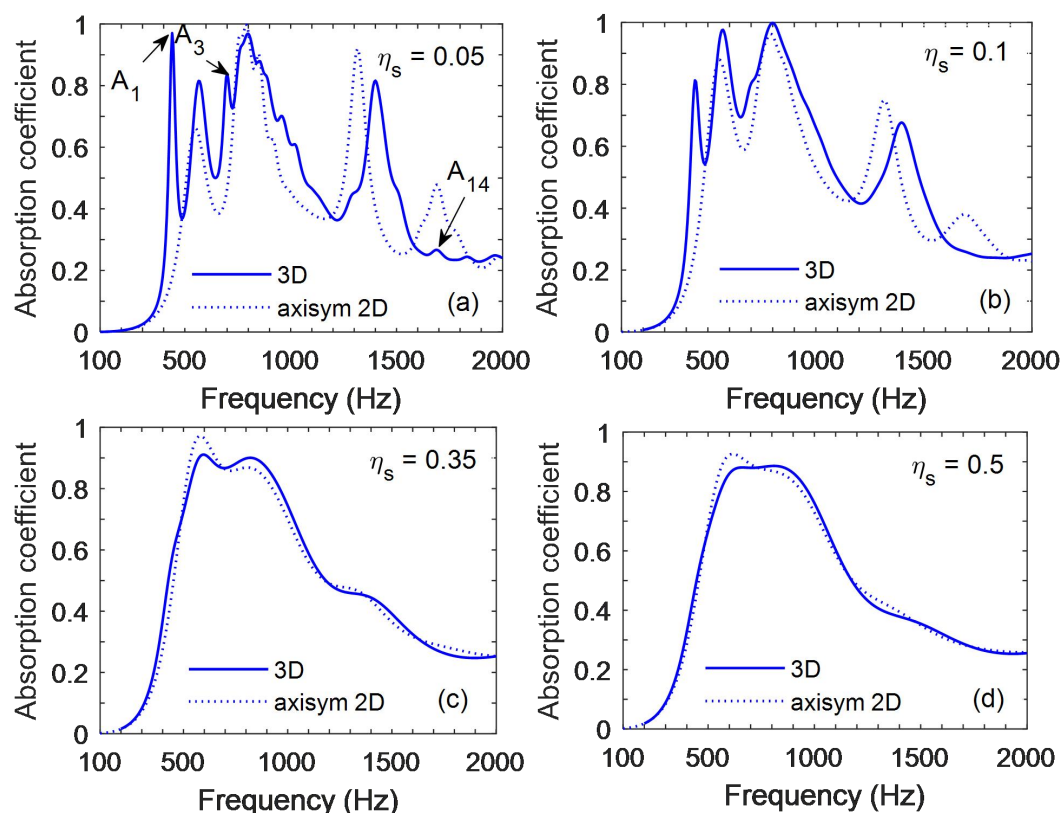 1
0.8
0.6
0.4
0.2
0
Absorption coefficient
A1
A3
A14
ηs = 0.05
3D
axisym 2D
(a)
100 500 1000 1500 2000
Frequency (Hz)
1
0.8
0.6
0.4
0.2
0
Absorption coefficient
ηs = 0.1
3D
axisym 2D
(b)
100 500 1000 1500 2000
Frequency (Hz)
1
0.8
0.6
0.4
0.2
0
Absorption coefficient
ηs = 0.35
3D
axisym 2D
(c)
100 500 1000 1500 2000
Frequency (Hz)
1
0.8
0.6
0.4
0.2
0
Absorption coefficient
ηs = 0.5
3D
axisym 2D
(d)
100 500 1000 1500 2000
Frequency (Hz)